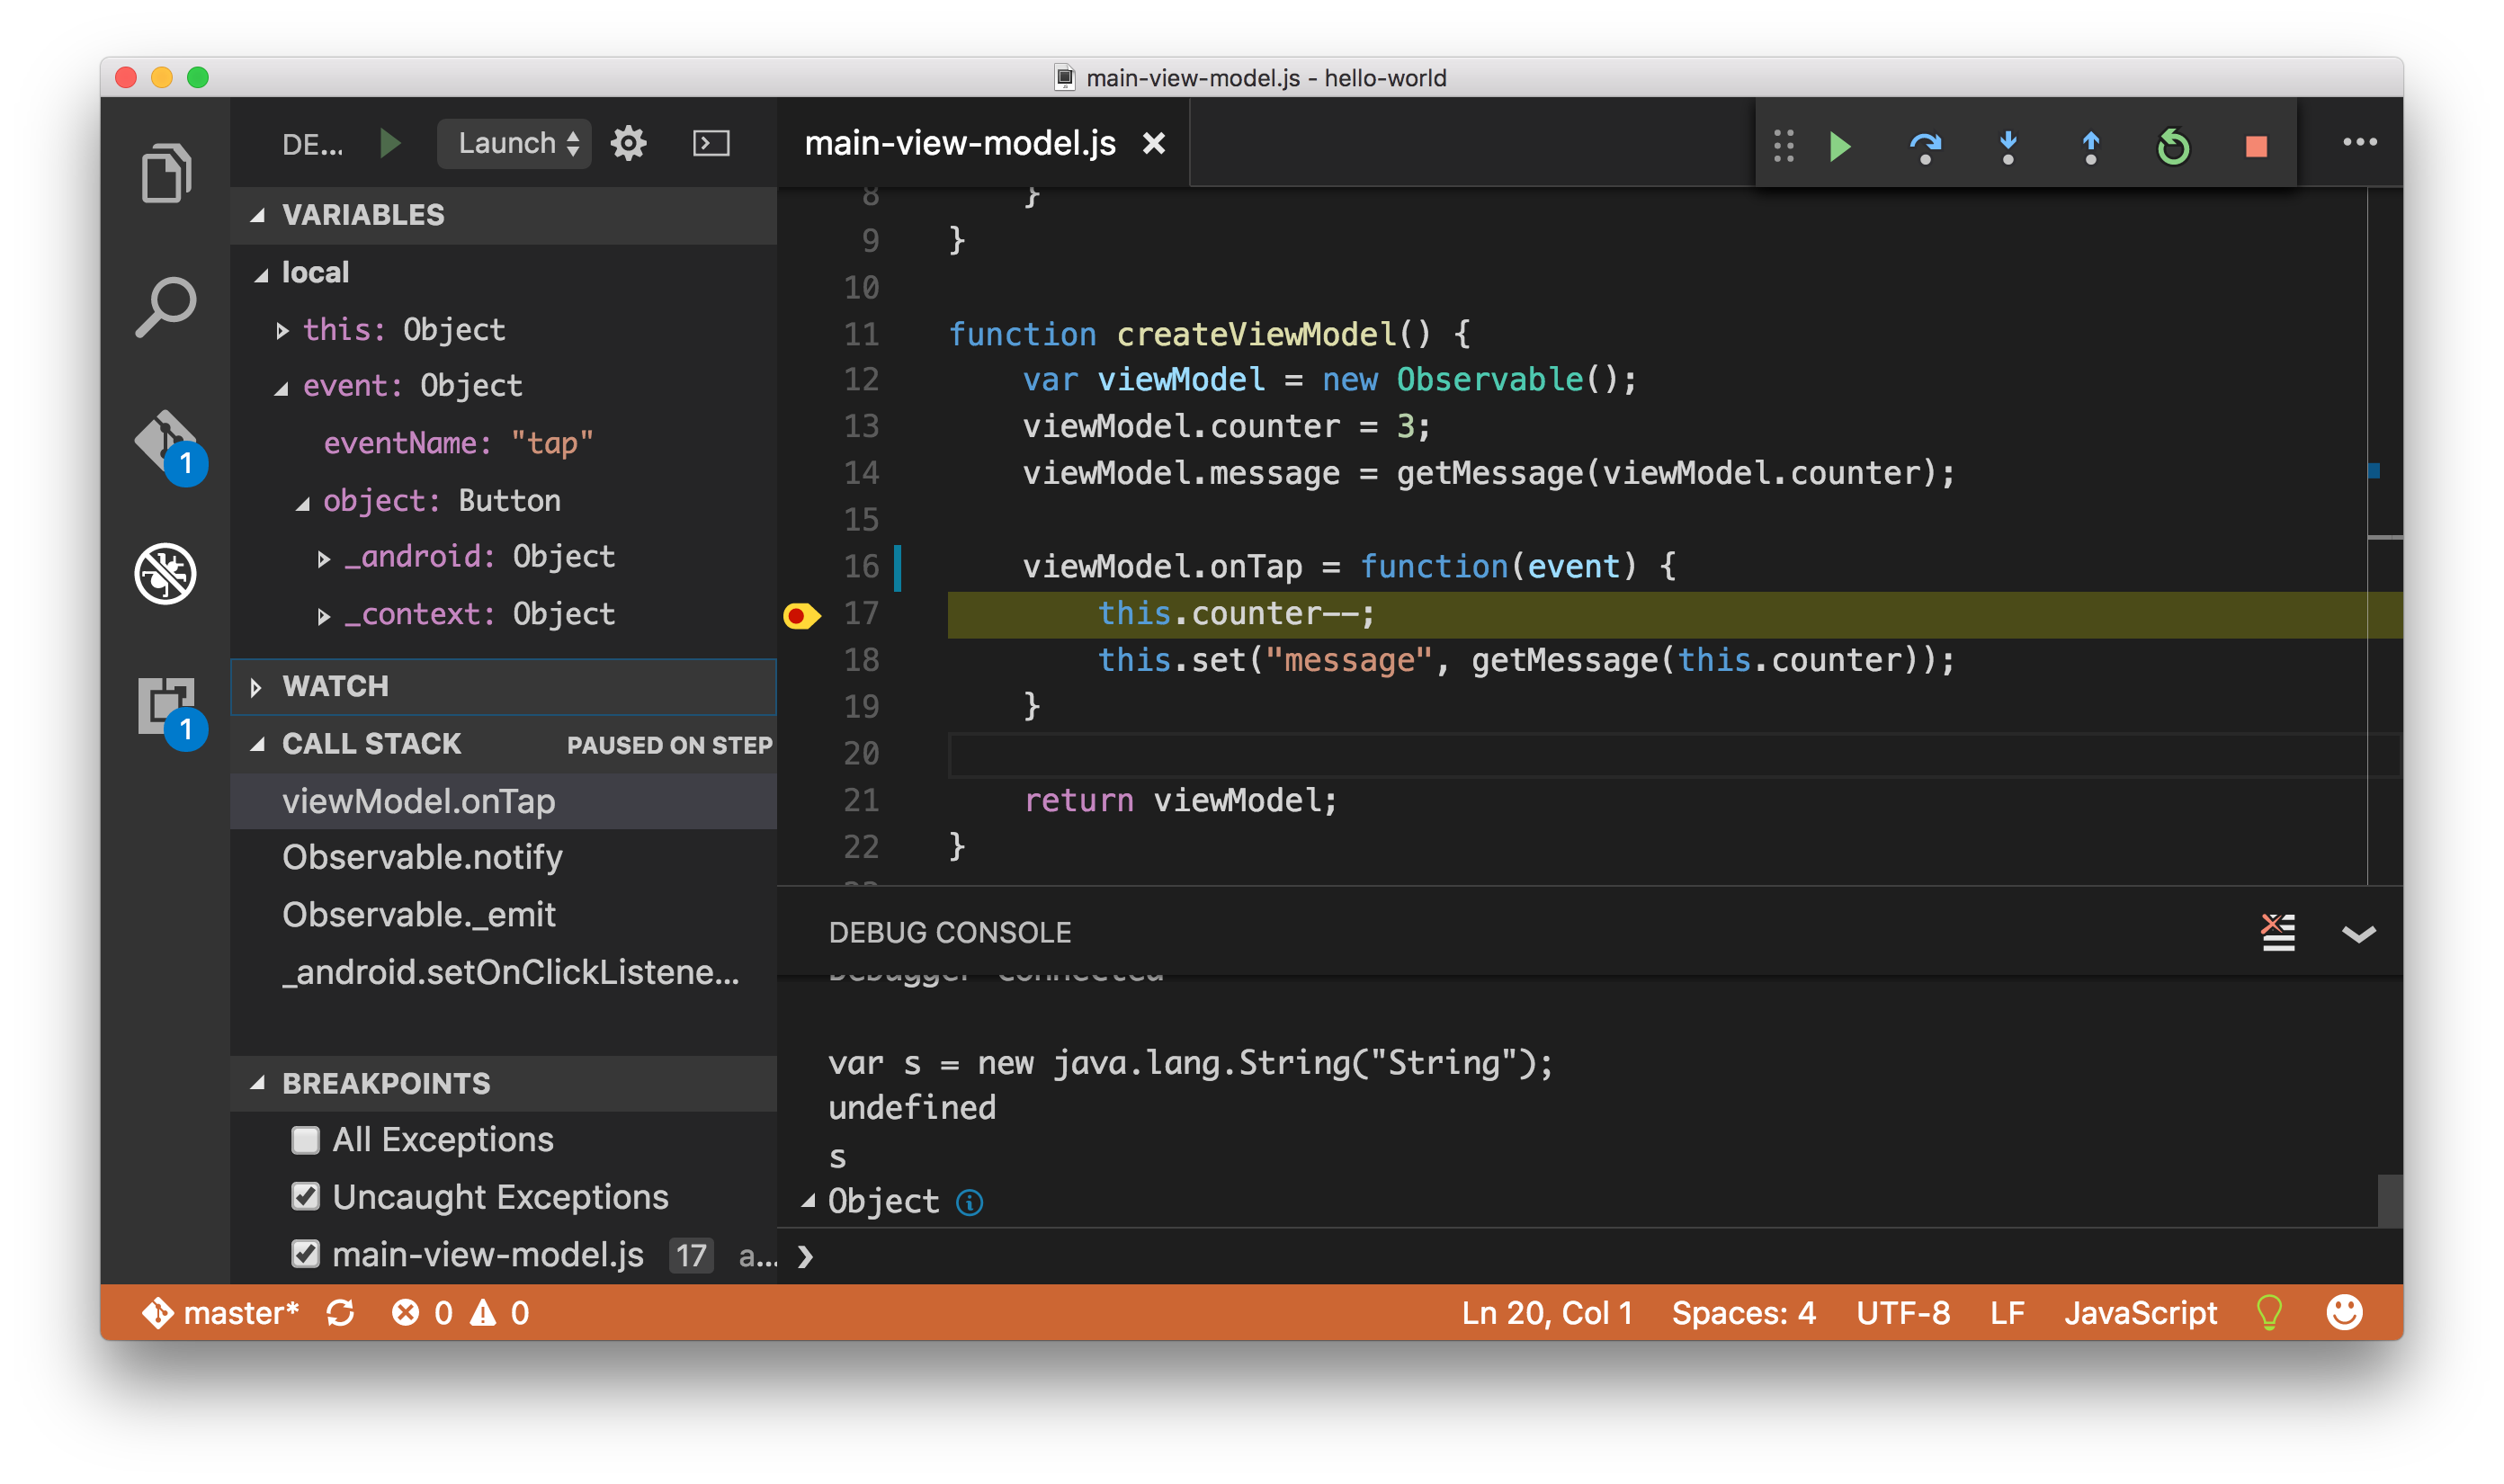 main-view-model.js - hello-world
DE...
Launch
main-view-model.js
VARIABLES
local
this: Object
event: Object
eventName: "tap"
object: Button
_android: Object
_context: Object
WATCH
CALL STACK PAUSED ON STEP
viewModel.onTap
Observable.notify
Observable._emit
_android.setOnClickListene...
BREAKPOINTS
All Exceptions
Uncaught Exceptions
main-view-model.js 17 a...
1
1
8 }
9 }
10
11 function createViewModel() {
12 var viewModel = new Observable();
13 viewModel.counter = 3;
14 viewModel.message = getMessage(viewModel.counter);
15
16 viewModel.onTap = function(event) {
17 this.counter--;
18 this.set("message", getMessage(this.counter));
19 }
20
21 return viewModel;
22 }
DEBUG CONSOLE
Debugger connected
var s = new java.lang.String("String");
undefined
s
Object
master* 0 0
Ln 20, Col 1 Spaces: 4 UTF-8 LF JavaScript